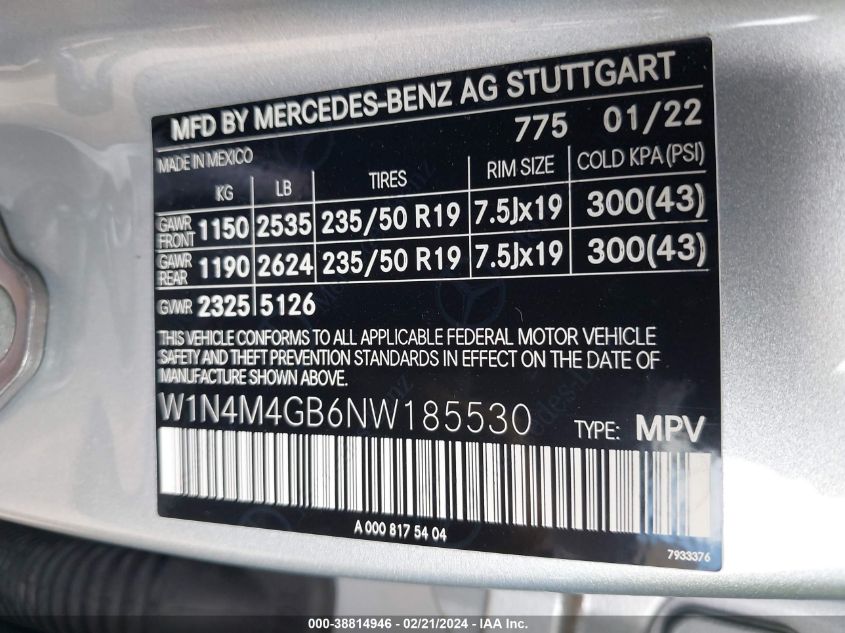 MFD BY MERCEDES-BENZ AG STUTTGART
775 01/22
MADE IN MEXICO
KG LB TIRES RIM SIZE COLD KPA (PSI)
GAWR FRONT 1150 2535 235/50 R19 7.5Jx19 300(43)
GAWR REAR 1190 2624 235/50 R19 7.5Jx19 300(43)
GVWR 2325 5126
THIS VEHICLE CONFORMS TO ALL APPLICABLE FEDERAL MOTOR VEHICLE
SAFETY AND THEFT PREVENTION STANDARDS IN EFFECT ON THE DATE OF
MANUFACTURE SHOWN ABOVE.
W1N4M4GB6NW185530 TYPE: MPV
A 000 817 54 04
7933376
000-38814946 - 02/21/2024 - IAA Inc.